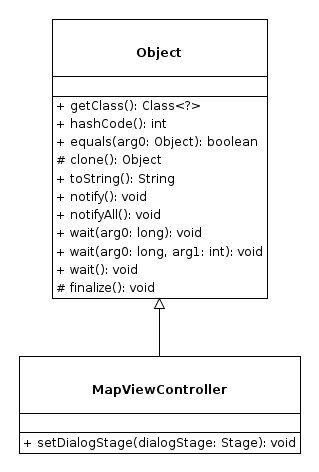 Object
+ getClass(): Class<?>
+ hashCode(): int
+ equals(arg0: Object): boolean
# clone(): Object
+ toString(): String
+ notify(): void
+ notifyAll(): void
+ wait(arg0: long): void
+ wait(arg0: long, arg1: int): void
+ wait(): void
# finalize(): void
MapViewController
+ setDialogStage(dialogStage: Stage): void